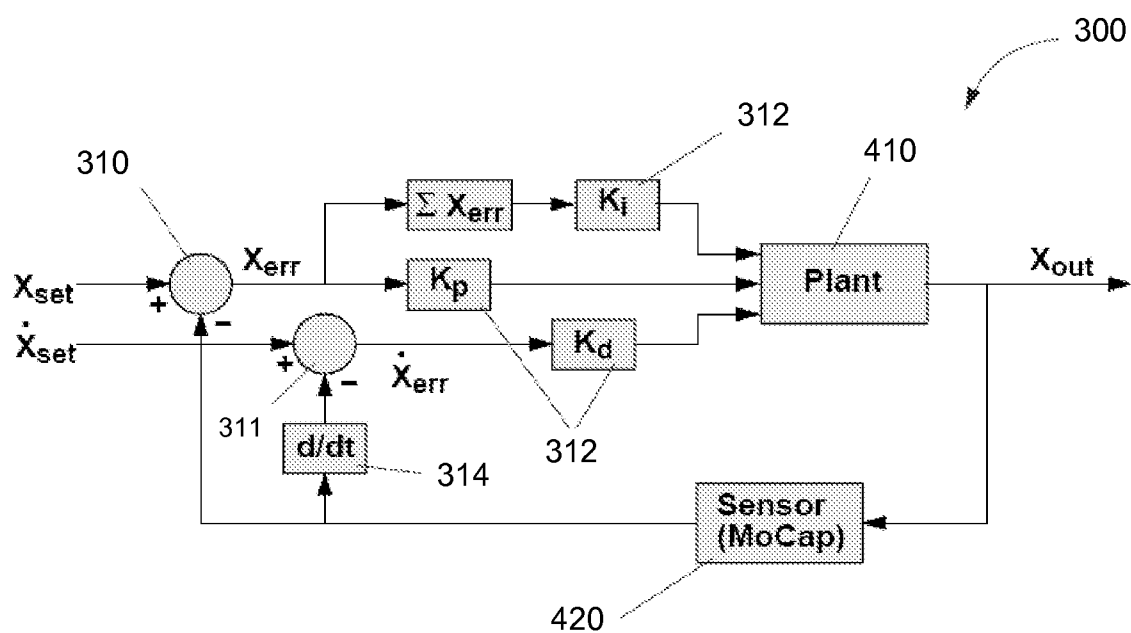 300
312
310
410
Σ Xerr
Ki
Xerr
Xset
+
−
Kp
Plant
Xout
Ẋset
+
−
Ẋerr
Kd
311
d/dt
314
312
Sensor
(MoCap)
420